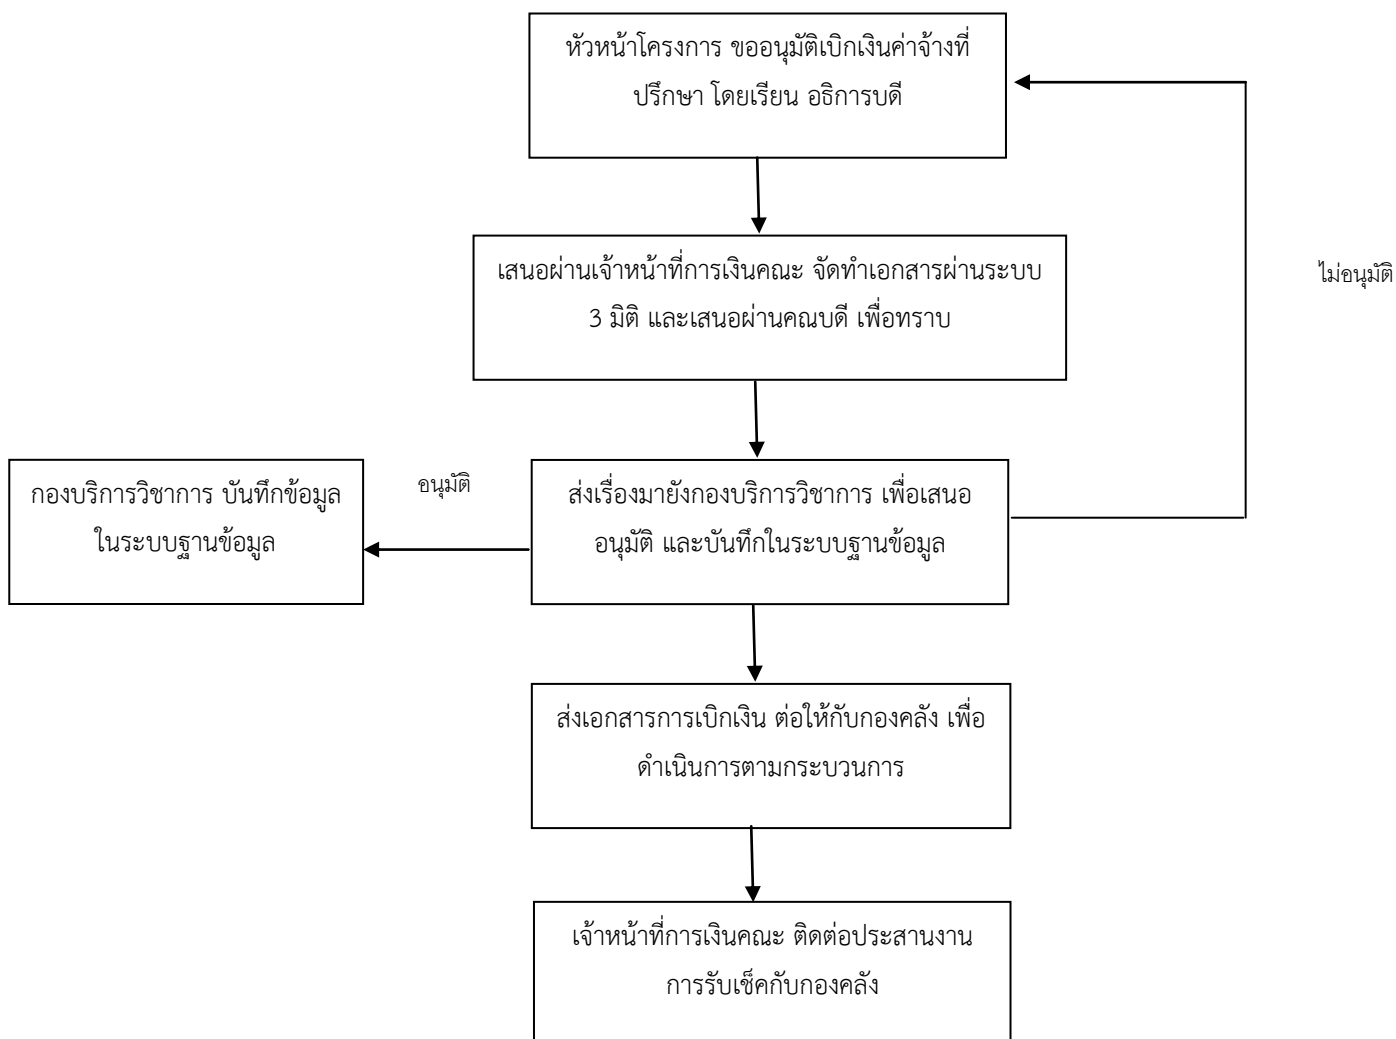 หัวหน้าโครงการ ขออนุมัติเบิกเงินค่าจ้างที่
ปรึกษา โดยเรียน อธิการบดี
เสนอผ่านเจ้าหน้าที่การเงินคณะ จัดทำเอกสารผ่านระบบ
3 มิติ และเสนอผ่านคณบดี เพื่อทราบ
ไม่อนุมัติ
กองบริการวิชาการ บันทึกข้อมูล
ในระบบฐานข้อมูล
อนุมัติ
ส่งเรื่องมายังกองบริการวิชาการ เพื่อเสนอ
อนุมัติ และบันทึกในระบบฐานข้อมูล
ส่งเอกสารการเบิกเงิน ต่อให้กับกองคลัง เพื่อ
ดำเนินการตามกระบวนการ
เจ้าหน้าที่การเงินคณะ ติดต่อประสานงาน
การรับเช็คกับกองคลัง